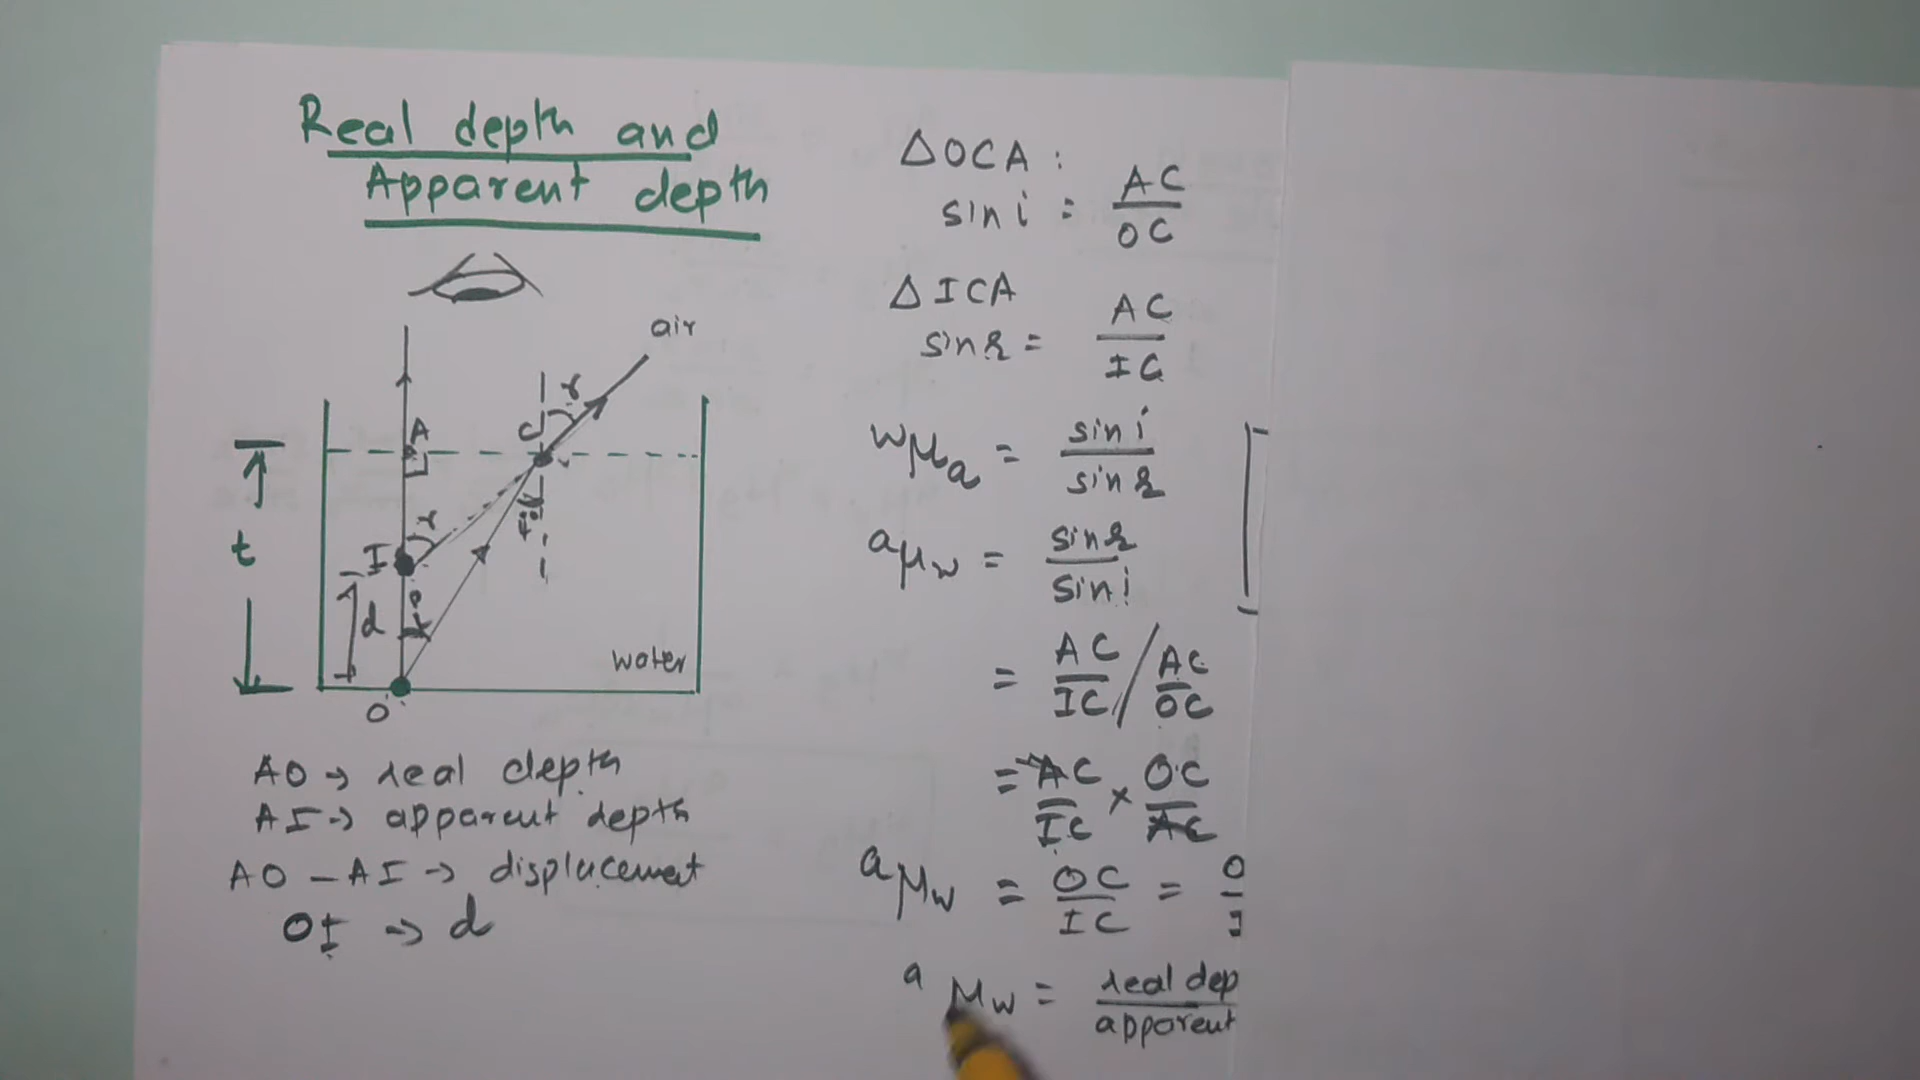 Real depth and
Apparent depth
air
A
C
r
t
I
r
i
d
i
water
O
AO → real depth
AI → apparent depth
AO - AI → displacement
OI → d
△OCA :
sin i = AC / OC
△ICA
sin r = AC / IC
wμa = sin i / sin r
aμw = sin r / sin i
= AC/IC / AC/OC
= AC/IC × OC/AC
aμw = OC/IC = O/I
aμw = real dep / apparent